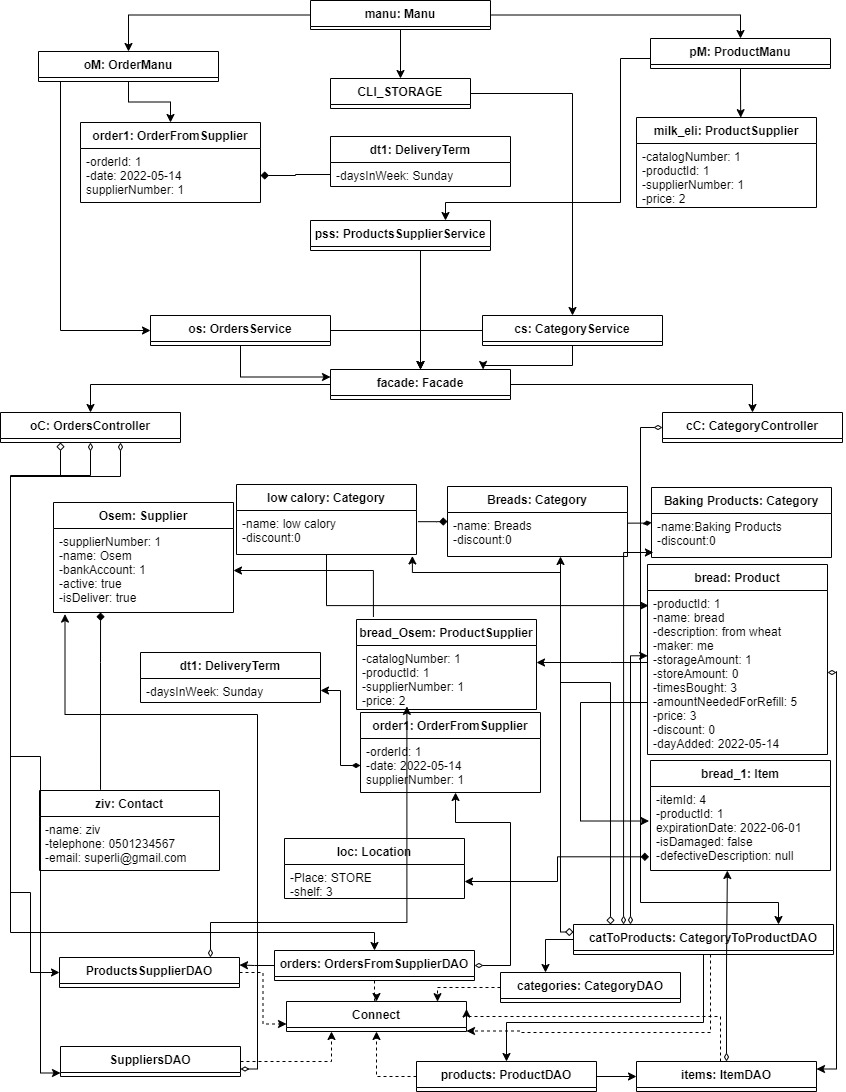 manu: Manu
oM: OrderManu
pM: ProductManu
CLI_STORAGE
order1: OrderFromSupplier
-orderId: 1
-date: 2022-05-14
supplierNumber: 1
dt1: DeliveryTerm
-daysInWeek: Sunday
milk_eli: ProductSupplier
-catalogNumber: 1
-productId: 1
-supplierNumber: 1
-price: 2
pss: ProductsSupplierService
os: OrdersService
cs: CategoryService
facade: Facade
oC: OrdersController
cC: CategoryController
low calory: Category
-name: low calory
-discount:0
Breads: Category
-name: Breads
-discount:0
Baking Products: Category
-name:Baking Products
-discount:0
Osem: Supplier
-supplierNumber: 1
-name: Osem
-bankAccount: 1
-active: true
-isDeliver: true
bread: Product
-productId: 1
-name: bread
-description: from wheat
-maker: me
-storageAmount: 1
-storeAmount: 0
-timesBought: 3
-amountNeededForRefill: 5
-price: 3
-discount: 0
-dayAdded: 2022-05-14
bread_Osem: ProductSupplier
-catalogNumber: 1
-productId: 1
-supplierNumber: 1
-price: 2
dt1: DeliveryTerm
-daysInWeek: Sunday
order1: OrderFromSupplier
-orderId: 1
-date: 2022-05-14
supplierNumber: 1
bread_1: Item
-itemId: 4
-productId: 1
expirationDate: 2022-06-01
-isDamaged: false
-defectiveDescription: null
ziv: Contact
-name: ziv
-telephone: 0501234567
-email: superli@gmail.com
loc: Location
-Place: STORE
-shelf: 3
catToProducts: CategoryToProductDAO
ProductsSupplierDAO
orders: OrdersFromSupplierDAO
categories: CategoryDAO
Connect
SuppliersDAO
products: ProductDAO
items: ItemDAO